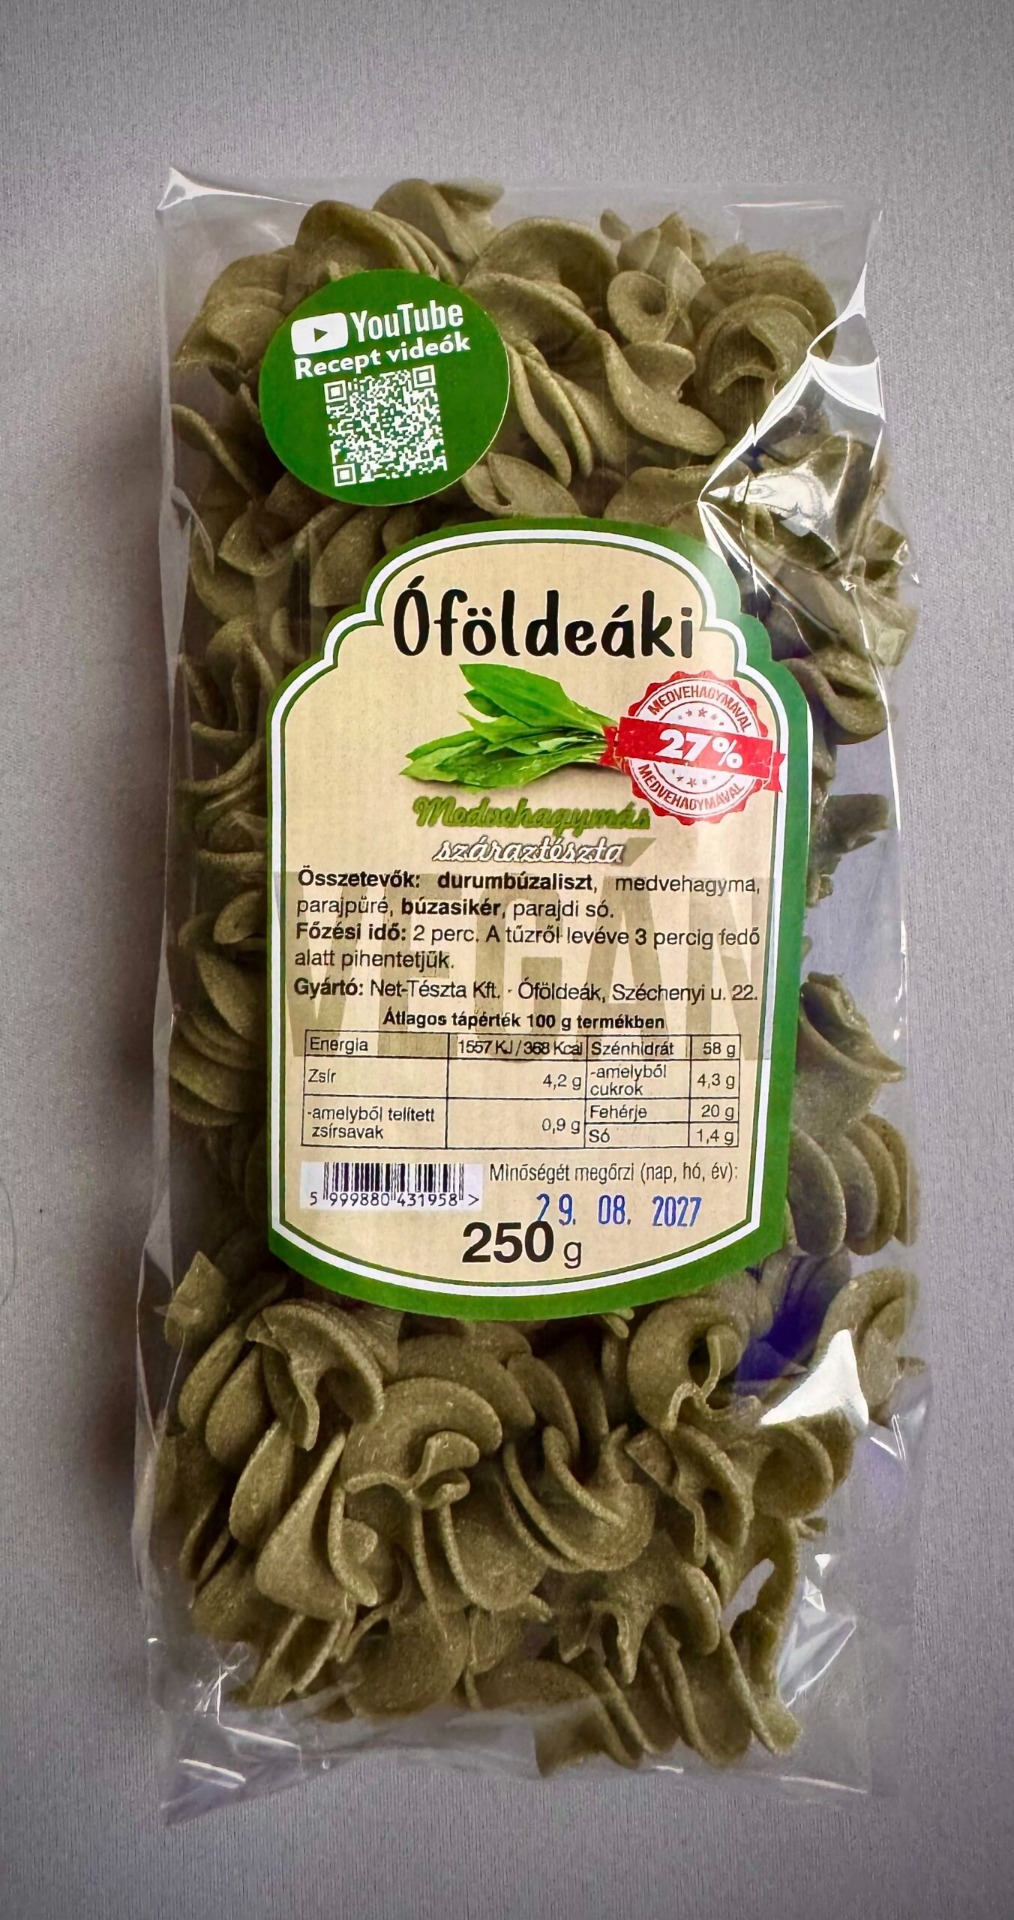 YouTube
Recept videók
Óföldeáki
MEDVEHAGYMÁVAL
27%
MEDVEHAGYMÁVAL
Medvehagymás
száraztészta
VEGÁN
Összetevők: durumbúzaliszt, medvehagyma,
parajpüré, búzasikér, parajdi só.
Főzési idő: 2 perc. A tűzről levéve 3 percig fedő
alatt pihentetjük.
Gyártó: Net-Tészta Kft. - Óföldeák, Széchenyi u. 22.
Átlagos tápérték 100 g termékben
Energia 1557 KJ/368 Kcal Szénhidrát 58 g
Zsír 4,2 g -amelyből cukrok 4,3 g
-amelyből telített zsírsavak 0,9 g Fehérje 20 g
Só 1,4 g
Minőségét megőrzi (nap, hó, év):
5 999880 431958 >
29. 08. 2027
250 g